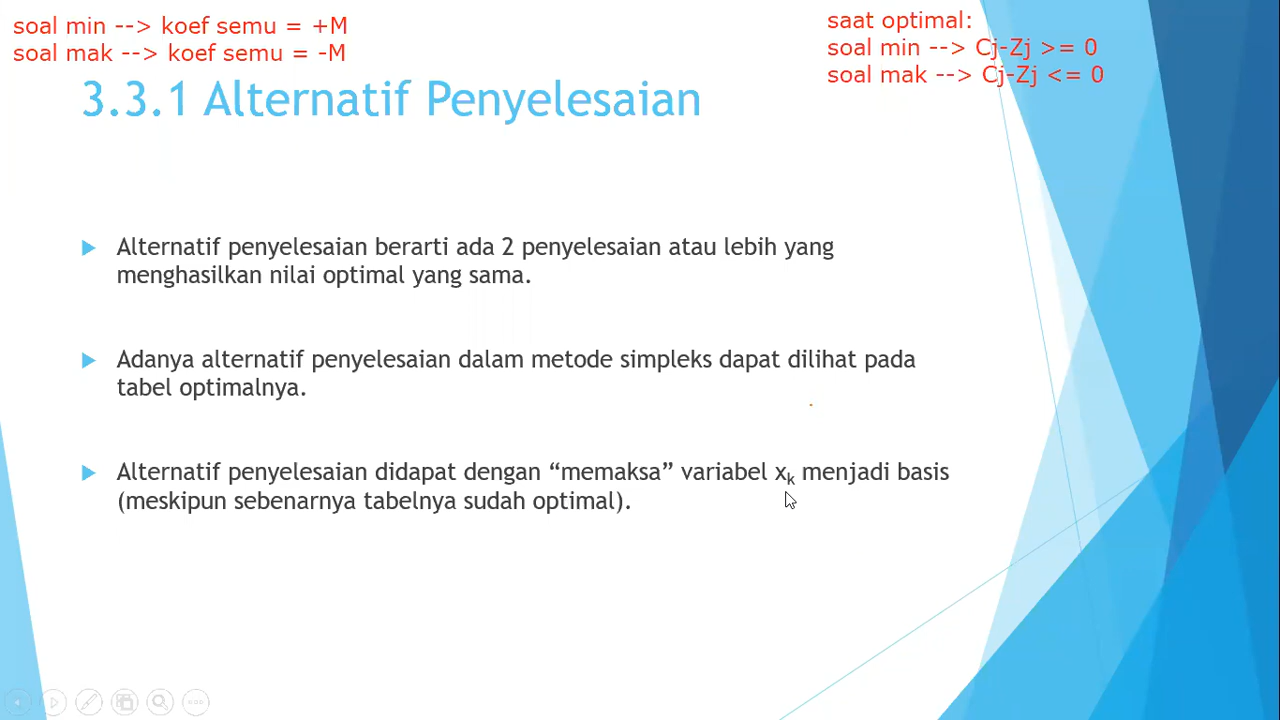 soal min --> koef semu = +M
soal mak --> koef semu = -M
saat optimal:
soal min --> Cj-Zj >= 0
soal mak --> Cj-Zj <= 0
3.3.1 Alternatif Penyelesaian
Alternatif penyelesaian berarti ada 2 penyelesaian atau lebih yang
menghasilkan nilai optimal yang sama.
Adanya alternatif penyelesaian dalam metode simpleks dapat dilihat pada
tabel optimalnya.
Alternatif penyelesaian didapat dengan “memaksa” variabel xₖ menjadi basis
(meskipun sebenarnya tabelnya sudah optimal).